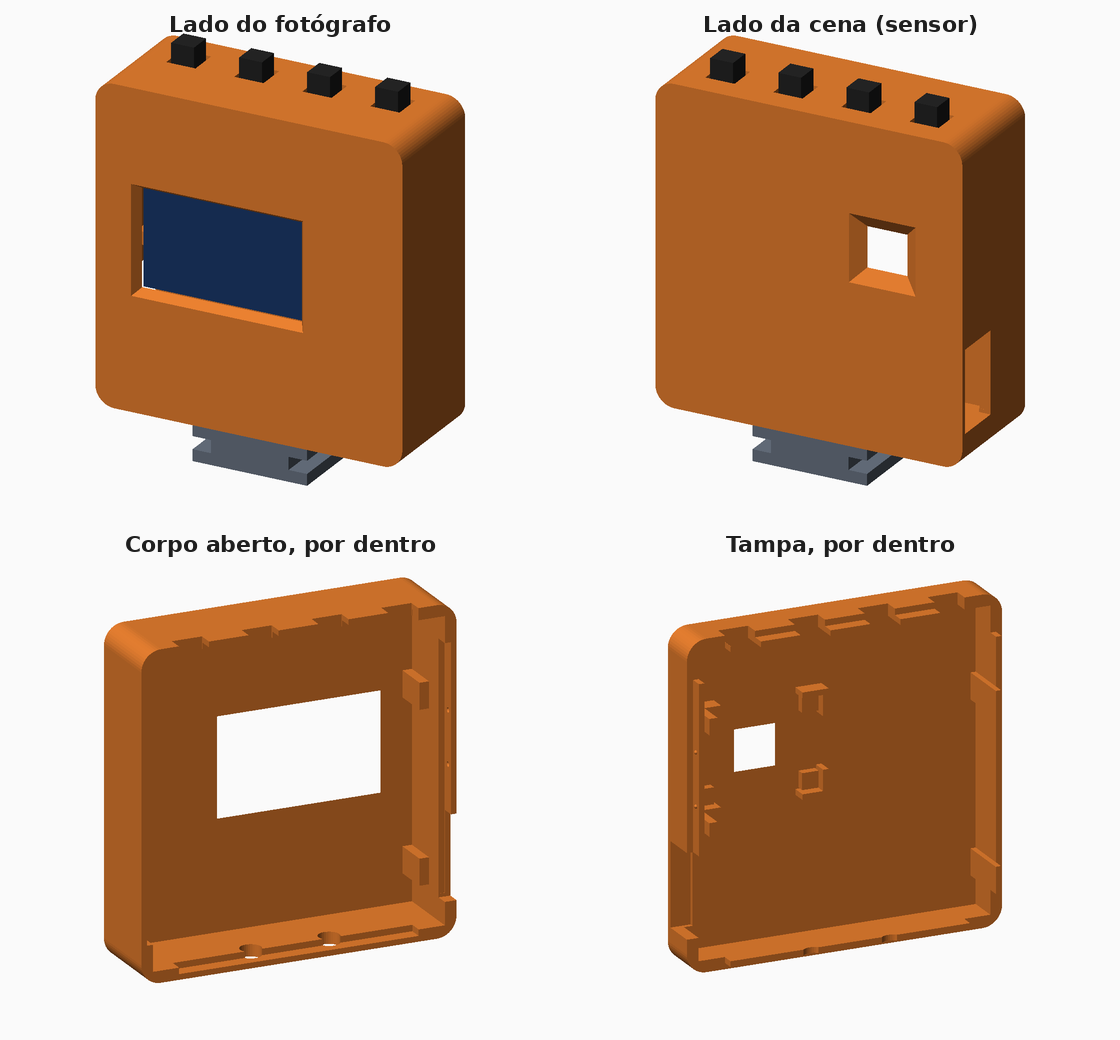 Lado do fotógrafo
Lado da cena (sensor)
Corpo aberto, por dentro
Tampa, por dentro